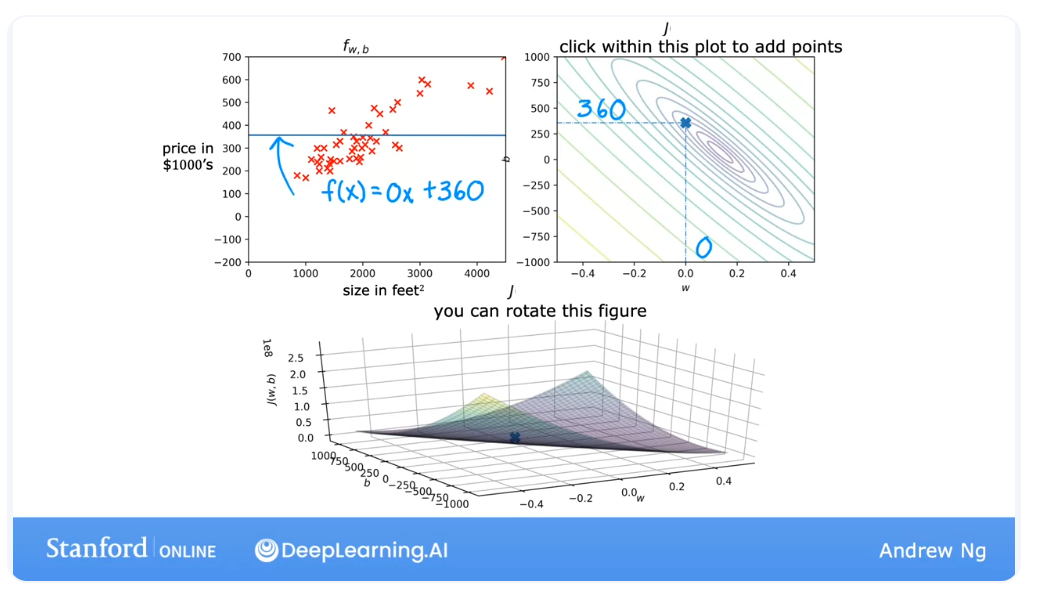 f_{w, b}
700
600
500
400
300
200
100
0
−100
−200
price in
$1000's
0 1000 2000 3000 4000
size in feet²
f(x)=0x +360
J
click within this plot to add points
1000
750
500
250
0
−250
−500
−750
−1000
b
360
0
−0.4 −0.2 0.0 0.2 0.4
w
J
you can rotate this figure
1e8
J(w, b)
2.5
2.0
1.5
1.0
0.5
0.0
1000
750
500
250
0
−250
−500
−750
−1000
b
−0.4 −0.2 0.0 0.2 0.4
w
Stanford ONLINE DeepLearning.AI Andrew Ng